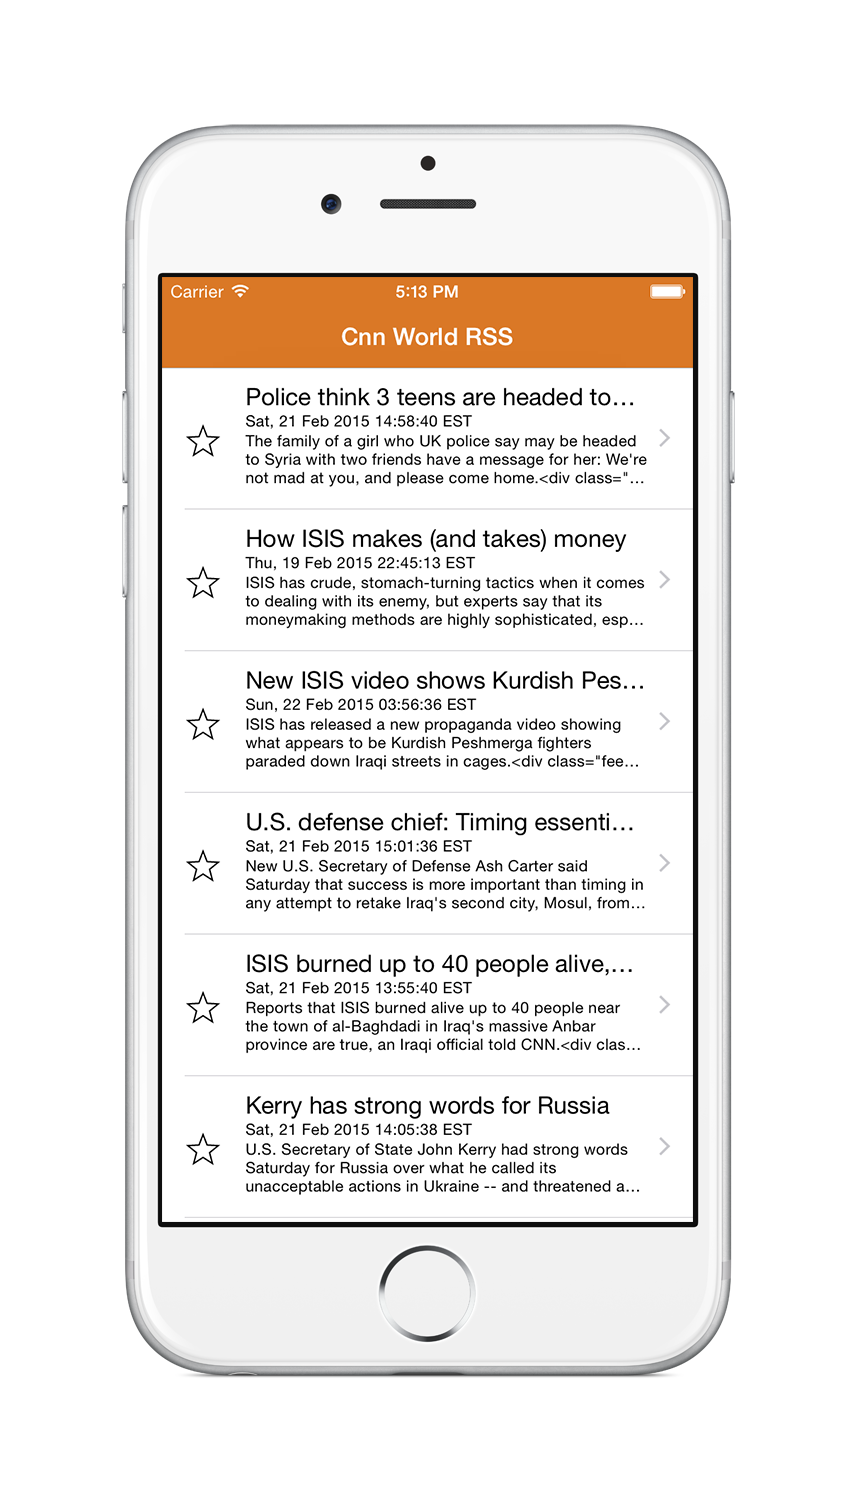 Carrier
5:13 PM
Cnn World RSS
Police think 3 teens are headed to...
Sat, 21 Feb 2015 14:58:40 EST
The family of a girl who UK police say may be headed
to Syria with two friends have a message for her: We're
not mad at you, and please come home.<div class="...
How ISIS makes (and takes) money
Thu, 19 Feb 2015 22:45:13 EST
ISIS has crude, stomach-turning tactics when it comes
to dealing with its enemy, but experts say that its
moneymaking methods are highly sophisticated, esp...
New ISIS video shows Kurdish Pes...
Sun, 22 Feb 2015 03:56:36 EST
ISIS has released a new propaganda video showing
what appears to be Kurdish Peshmerga fighters
paraded down Iraqi streets in cages.<div class="fee...
U.S. defense chief: Timing essenti...
Sat, 21 Feb 2015 15:01:36 EST
New U.S. Secretary of Defense Ash Carter said
Saturday that success is more important than timing in
any attempt to retake Iraq's second city, Mosul, from...
ISIS burned up to 40 people alive,...
Sat, 21 Feb 2015 13:55:40 EST
Reports that ISIS burned alive up to 40 people near
the town of al-Baghdadi in Iraq's massive Anbar
province are true, an Iraqi official told CNN.<div clas...
Kerry has strong words for Russia
Sat, 21 Feb 2015 14:05:38 EST
U.S. Secretary of State John Kerry had strong words
Saturday for Russia over what he called its
unacceptable actions in Ukraine -- and threatened a...